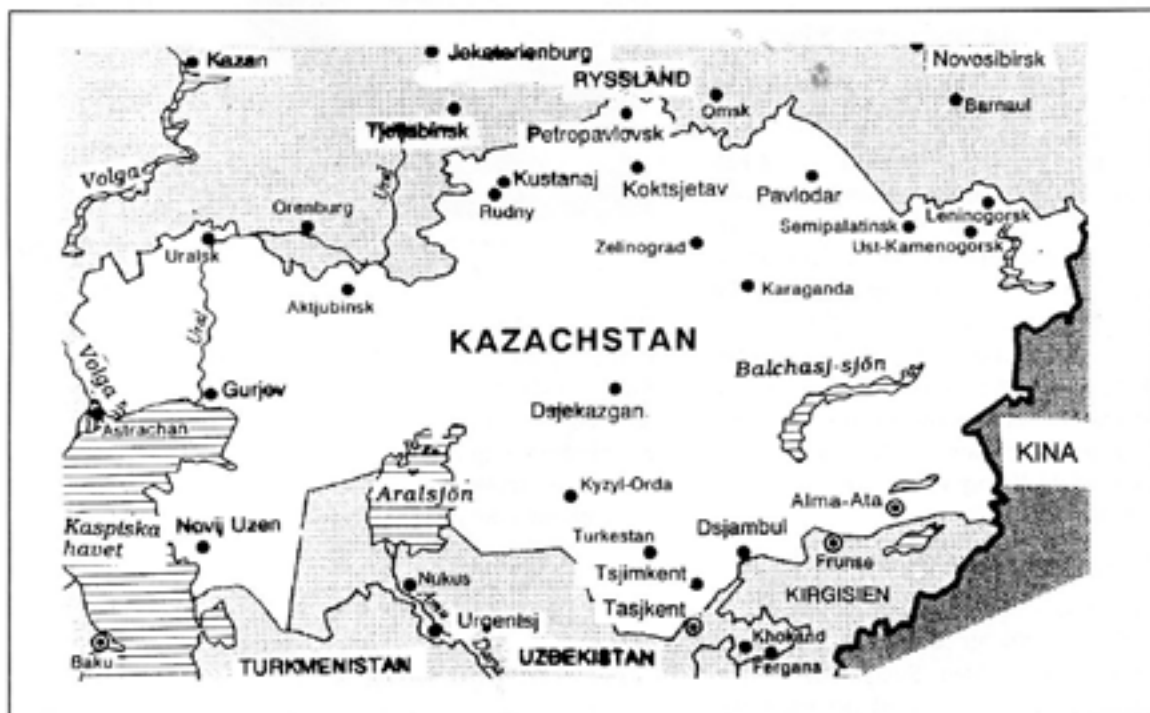 Kazan
Jekaterienburg
Novosibirsk
RYSSLAND
Omsk
Barnaul
Tjeljabinsk
Petropavlovsk
Volga
Ural
Kustanaj
Koktsjetav
Pavlodar
Rudny
Orenburg
Leninogorsk
Semipalatinsk
Ust-Kamenogorsk
Uralsk
Zelinograd
Karaganda
Aktjubinsk
Ural
KAZACHSTAN
Volga
Balchasj-sjön
Gurjev
Dsjekazgan.
Astrachan
KINA
Aralsjön
Kyzyl-Orda
Alma-Ata
Kaspiska
havet
Novij Uzen
Turkestan
Dsjambul
Frunse
Nukus
Tsjimkent
KIRGISIEN
Tasjkent
Urgentsj
Khokand
Baku
TURKMENISTAN
UZBEKISTAN
Fergana